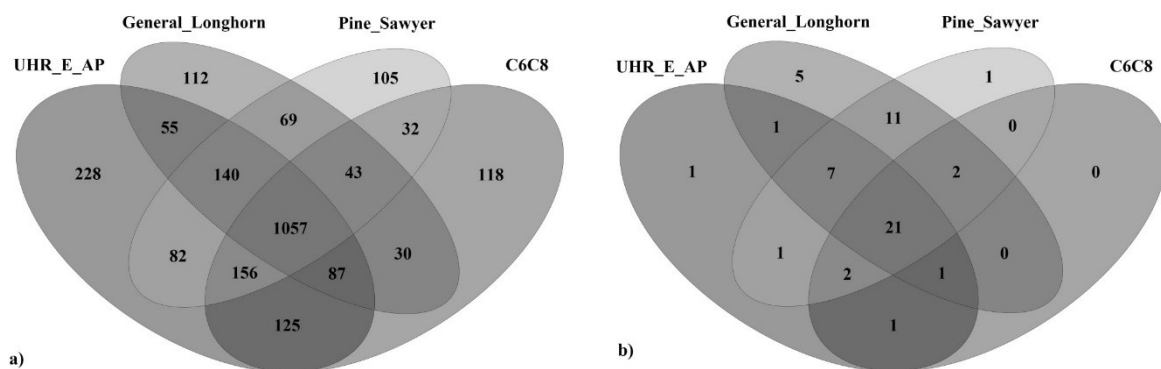 General_Longhorn Pine_Sawyer
UHR_E_AP C6C8
112 105
55 69 32
228 140 43 118
1057
82 156 87 30
125
a)
General_Longhorn Pine_Sawyer
UHR_E_AP C6C8
5 1
1 11 0
1 7 2 0
21
1 2 1 0
1
b)